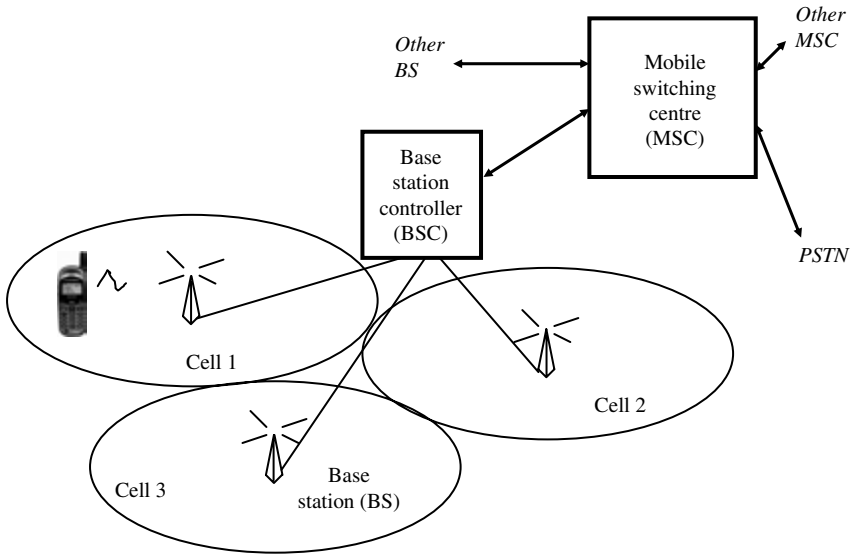 Other
MSC
Other
BS
Mobile
switching
centre
(MSC)
Base
station
controller
(BSC)
PSTN
Cell 1
Cell 2
Cell 3
Base
station (BS)